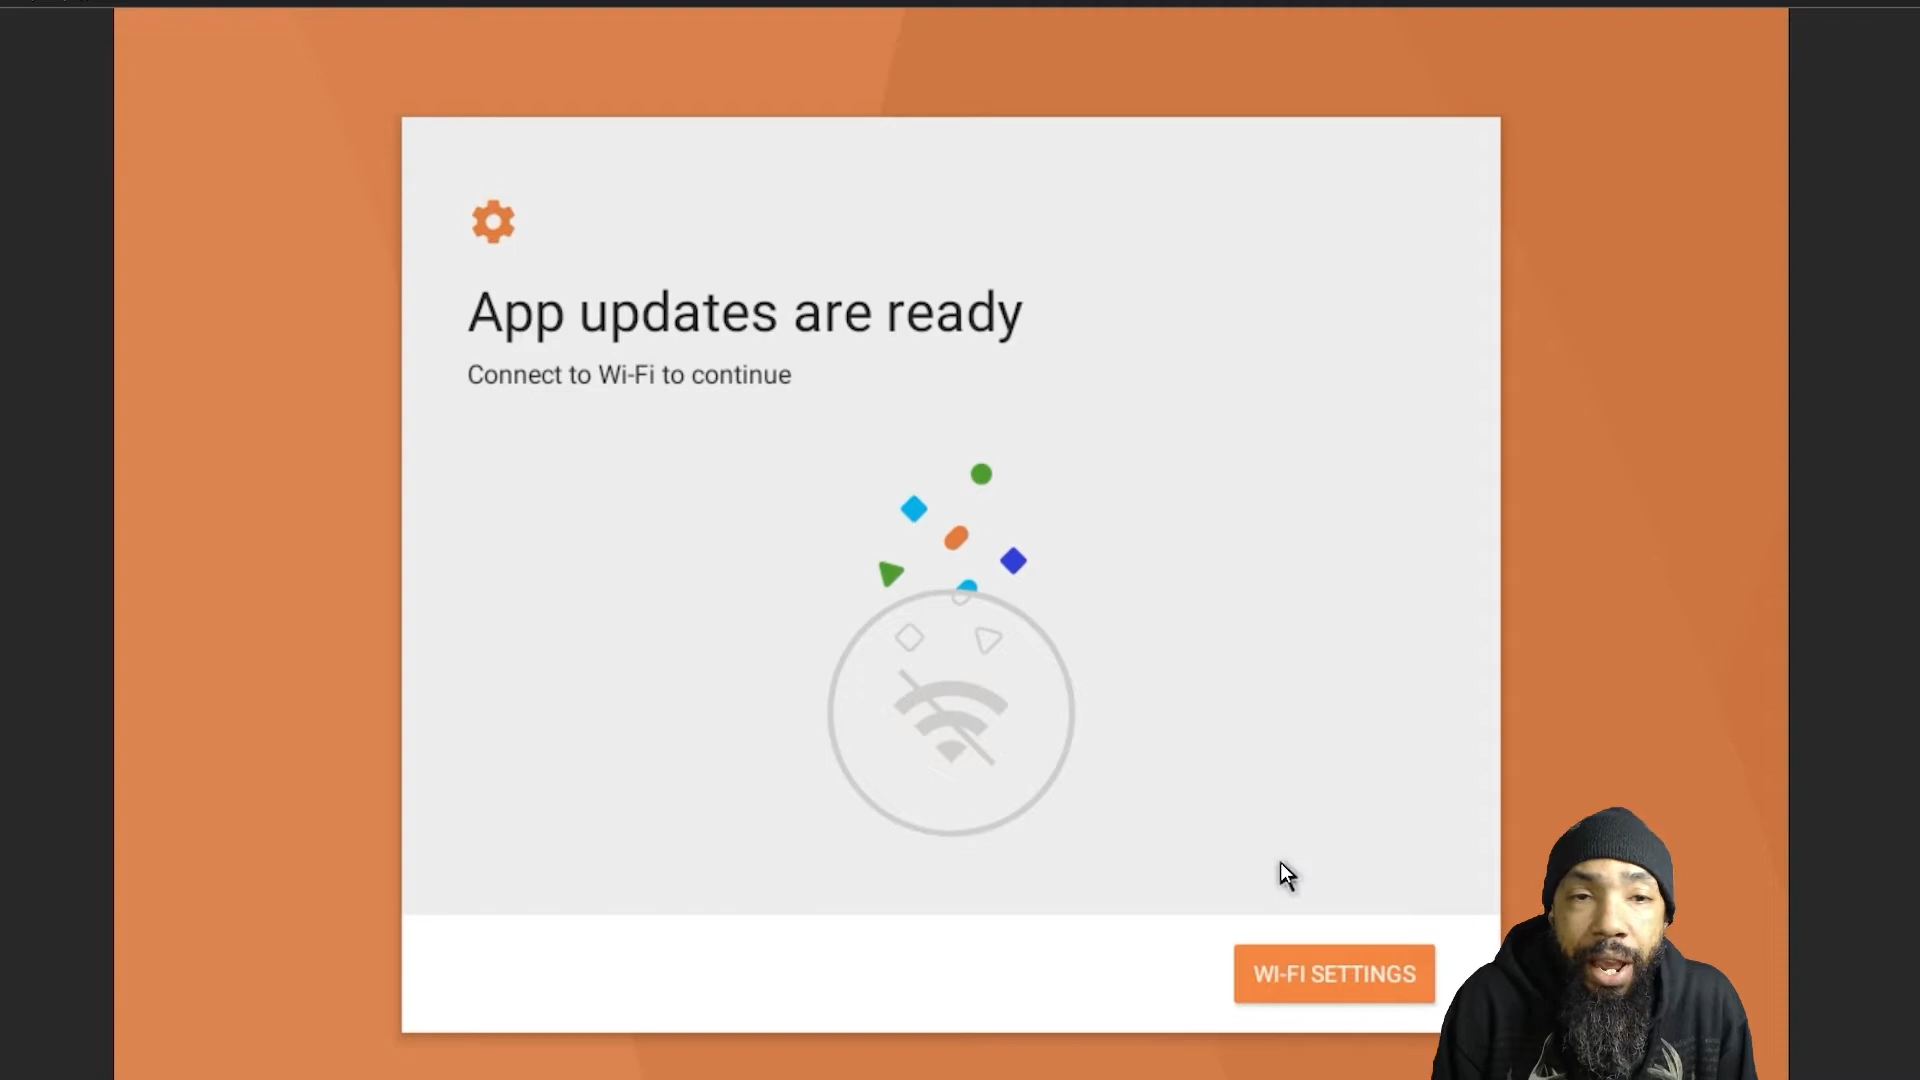 App updates are ready
Connect to Wi-Fi to continue
WI-FI SETTINGS